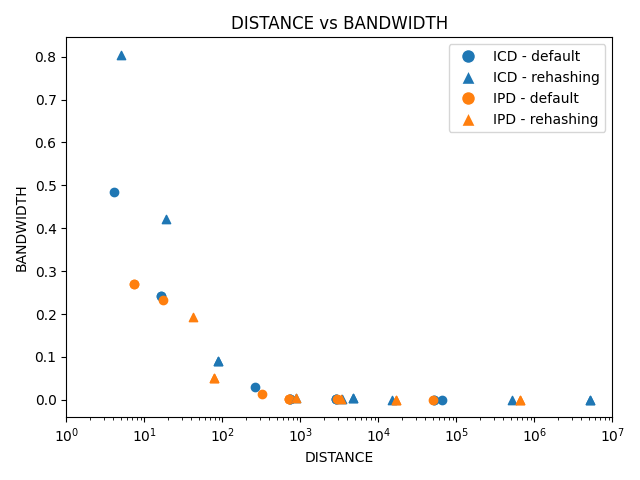 DISTANCE vs BANDWIDTH
ICD - default
ICD - rehashing
IPD - default
IPD - rehashing
BANDWIDTH
0.8
0.7
0.6
0.5
0.4
0.3
0.2
0.1
0.0
10^0 10^1 10^2 10^3 10^4 10^5 10^6 10^7
DISTANCE